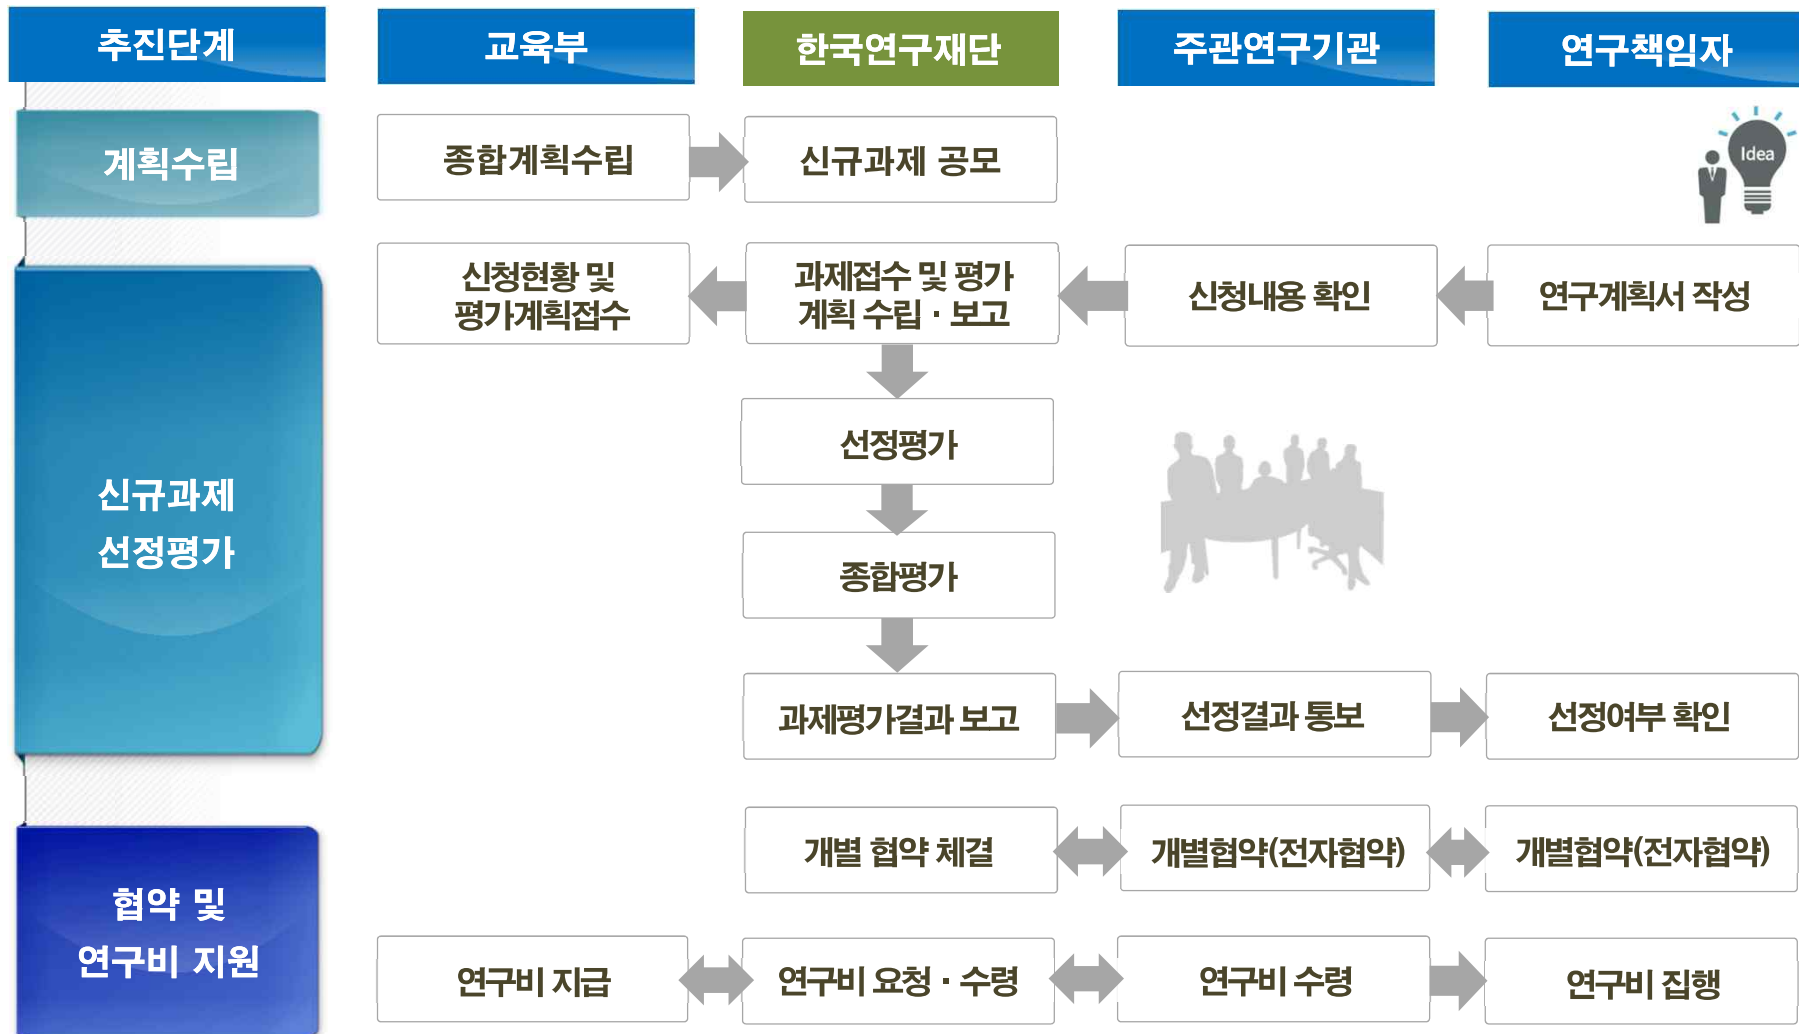 추진단계
교육부
한국연구재단
주관연구기관
연구책임자
계획수립
종합계획수립
신규과제 공모
Idea
신청현황 및
평가계획접수
과제접수 및 평가
계획 수립 · 보고
신청내용 확인
연구계획서 작성
신규과제
선정평가
선정평가
종합평가
과제평가결과 보고
선정결과 통보
선정여부 확인
협약 및
연구비 지원
개별 협약 체결
개별협약(전자협약)
개별협약(전자협약)
연구비 지급
연구비 요청 · 수령
연구비 수령
연구비 집행